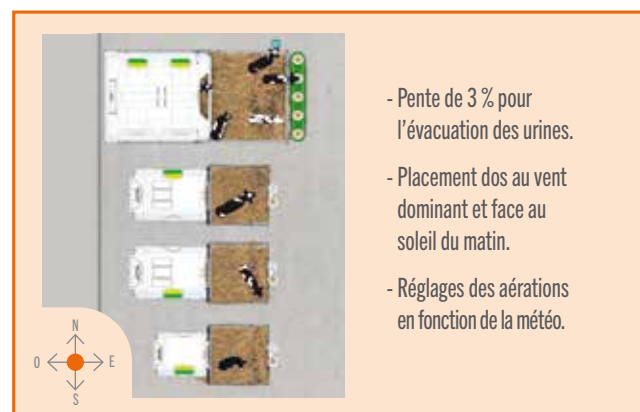 - Pente de 3 % pour
l'évacuation des urines.
- Placement dos au vent
dominant et face au
soleil du matin.
- Réglages des aérations
en fonction de la météo.
N
O E
S